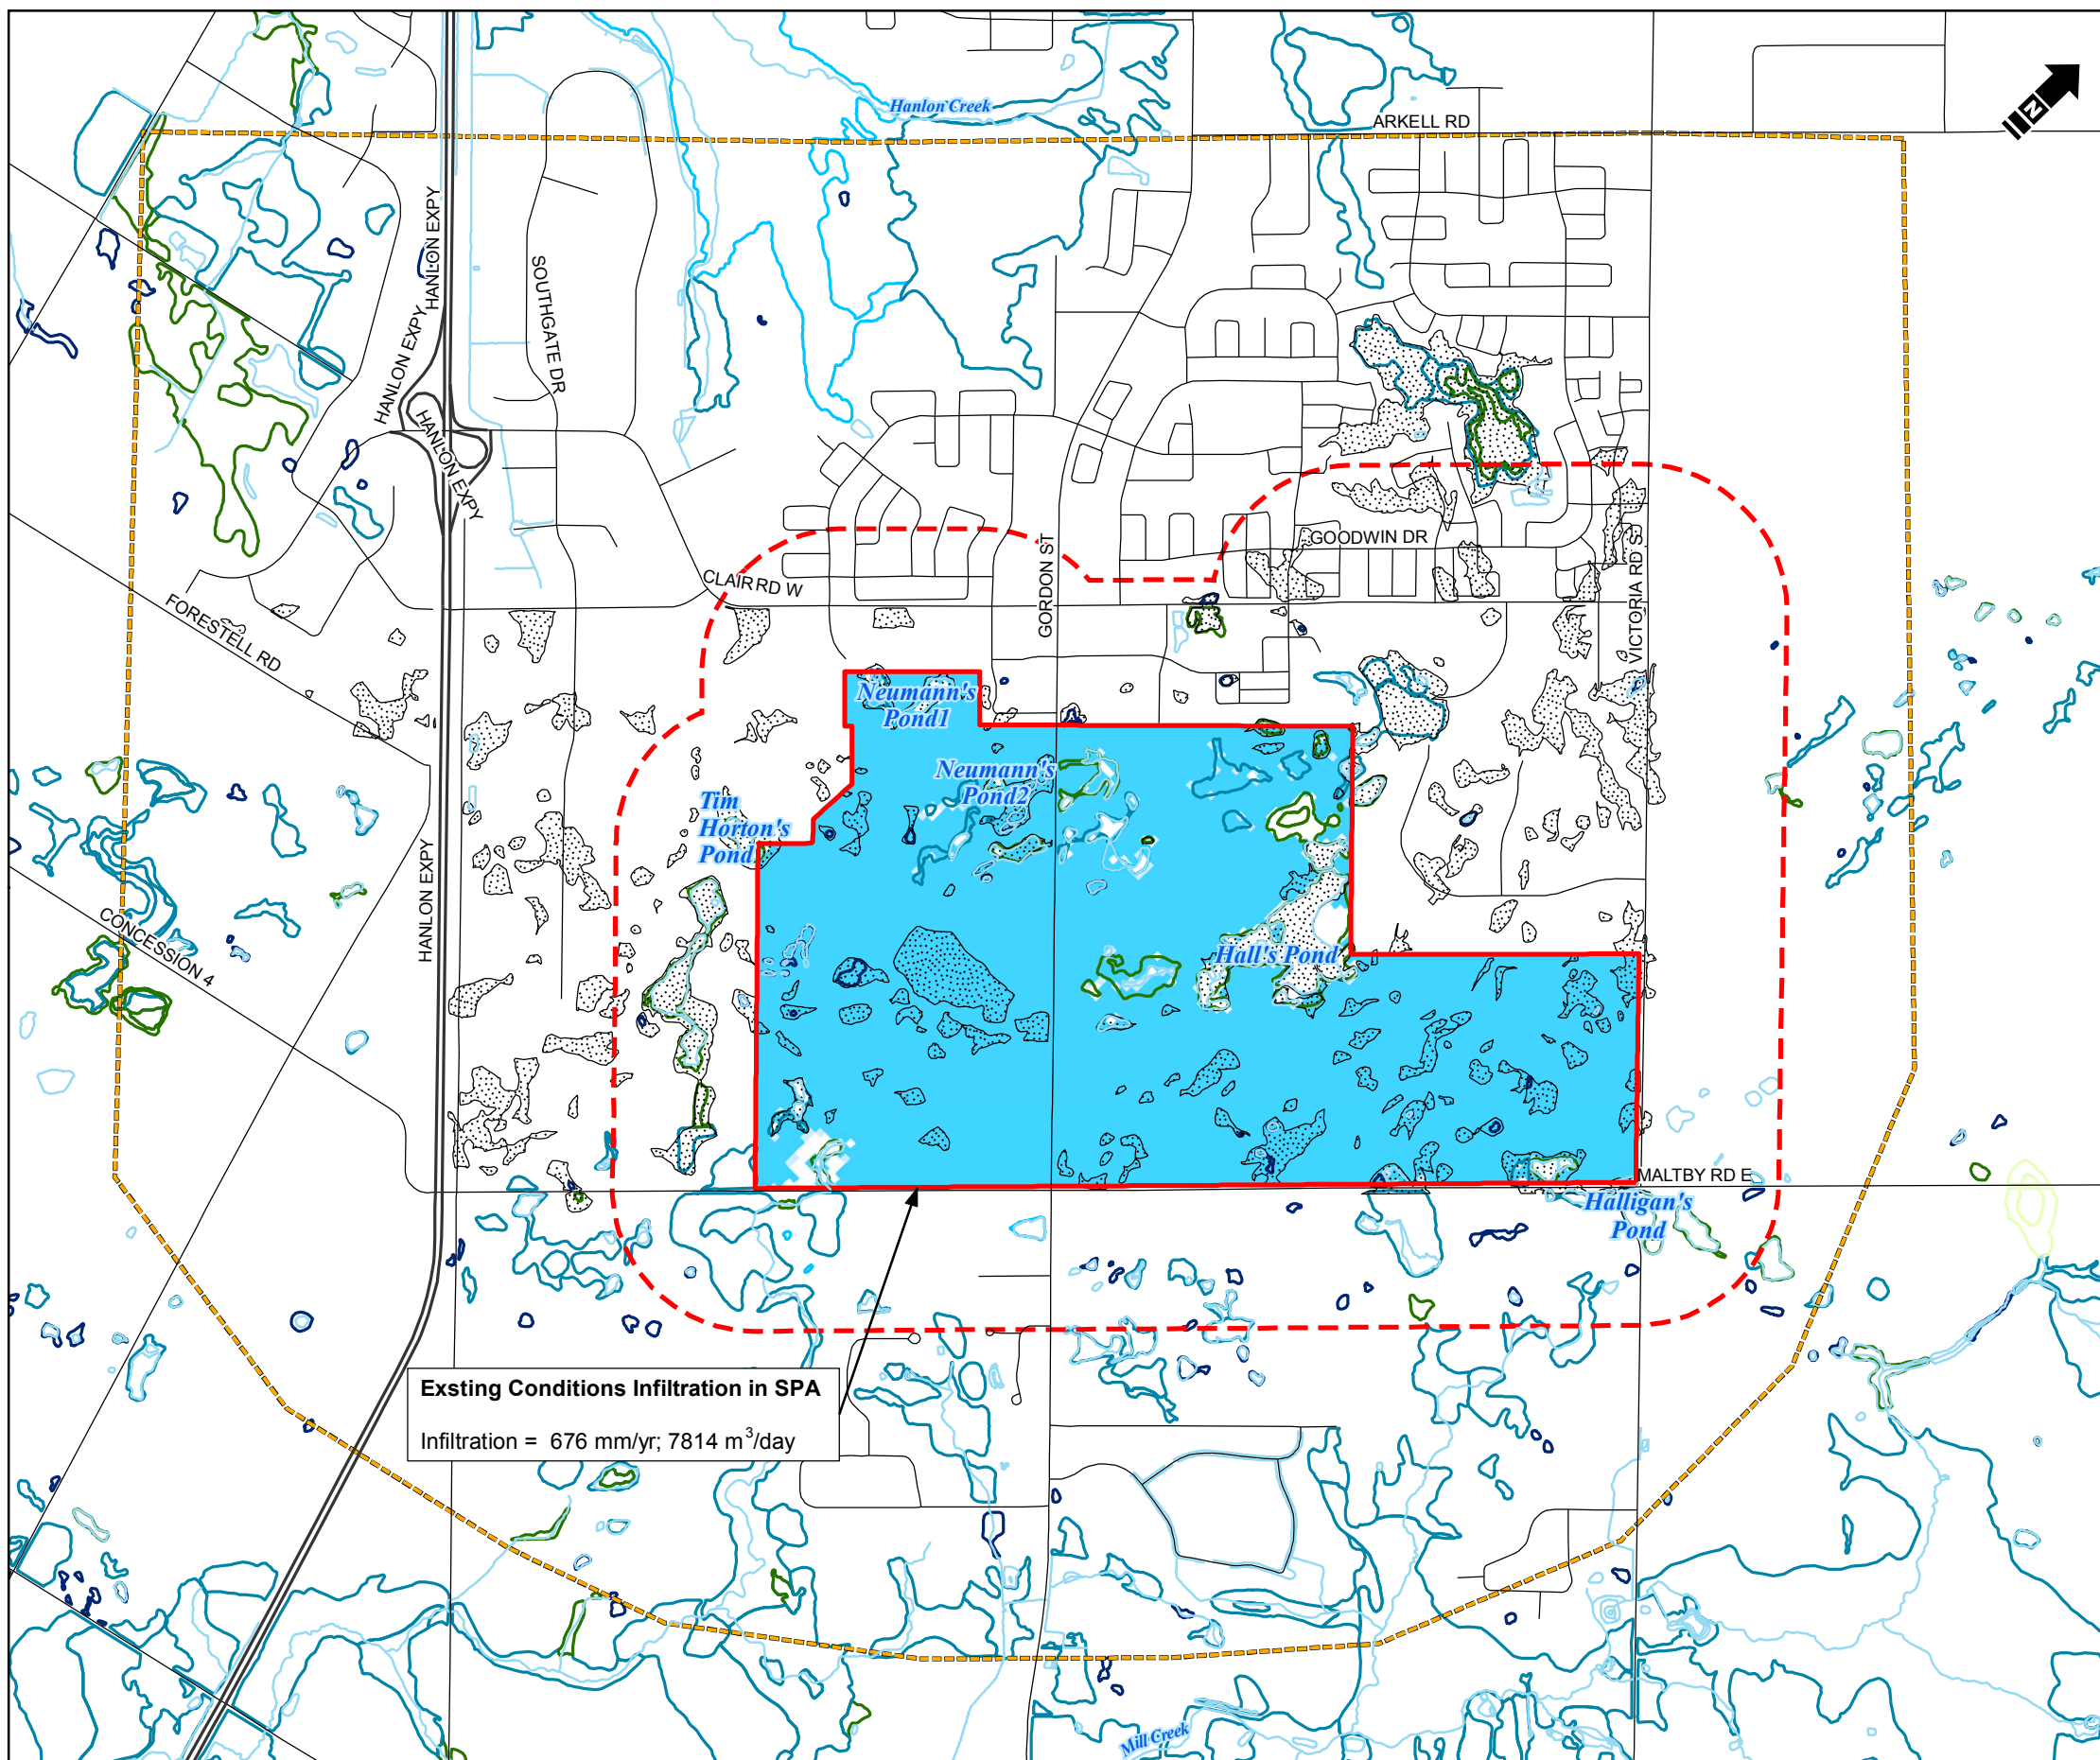 Hanlon Creek
ARKELL RD
N
HANLON EXPY
HANLON EXPY
HANLON EXPY
SOUTHGATE DR
GOODWIN DR
CLAIR RD W
GORDON ST
VICTORIA RD S
FORESTELL RD
Neumann's
Pond1
Neumann's
Pond2
Tim
Horton's
Pond
HANLON EXPY
CONCESSION 4
Hall's Pond
MALTBY RD E
Halligan's
Pond
Exsting Conditions Infiltration in SPA
Infiltration = 676 mm/yr; 7814 m³/day
Mill Creek